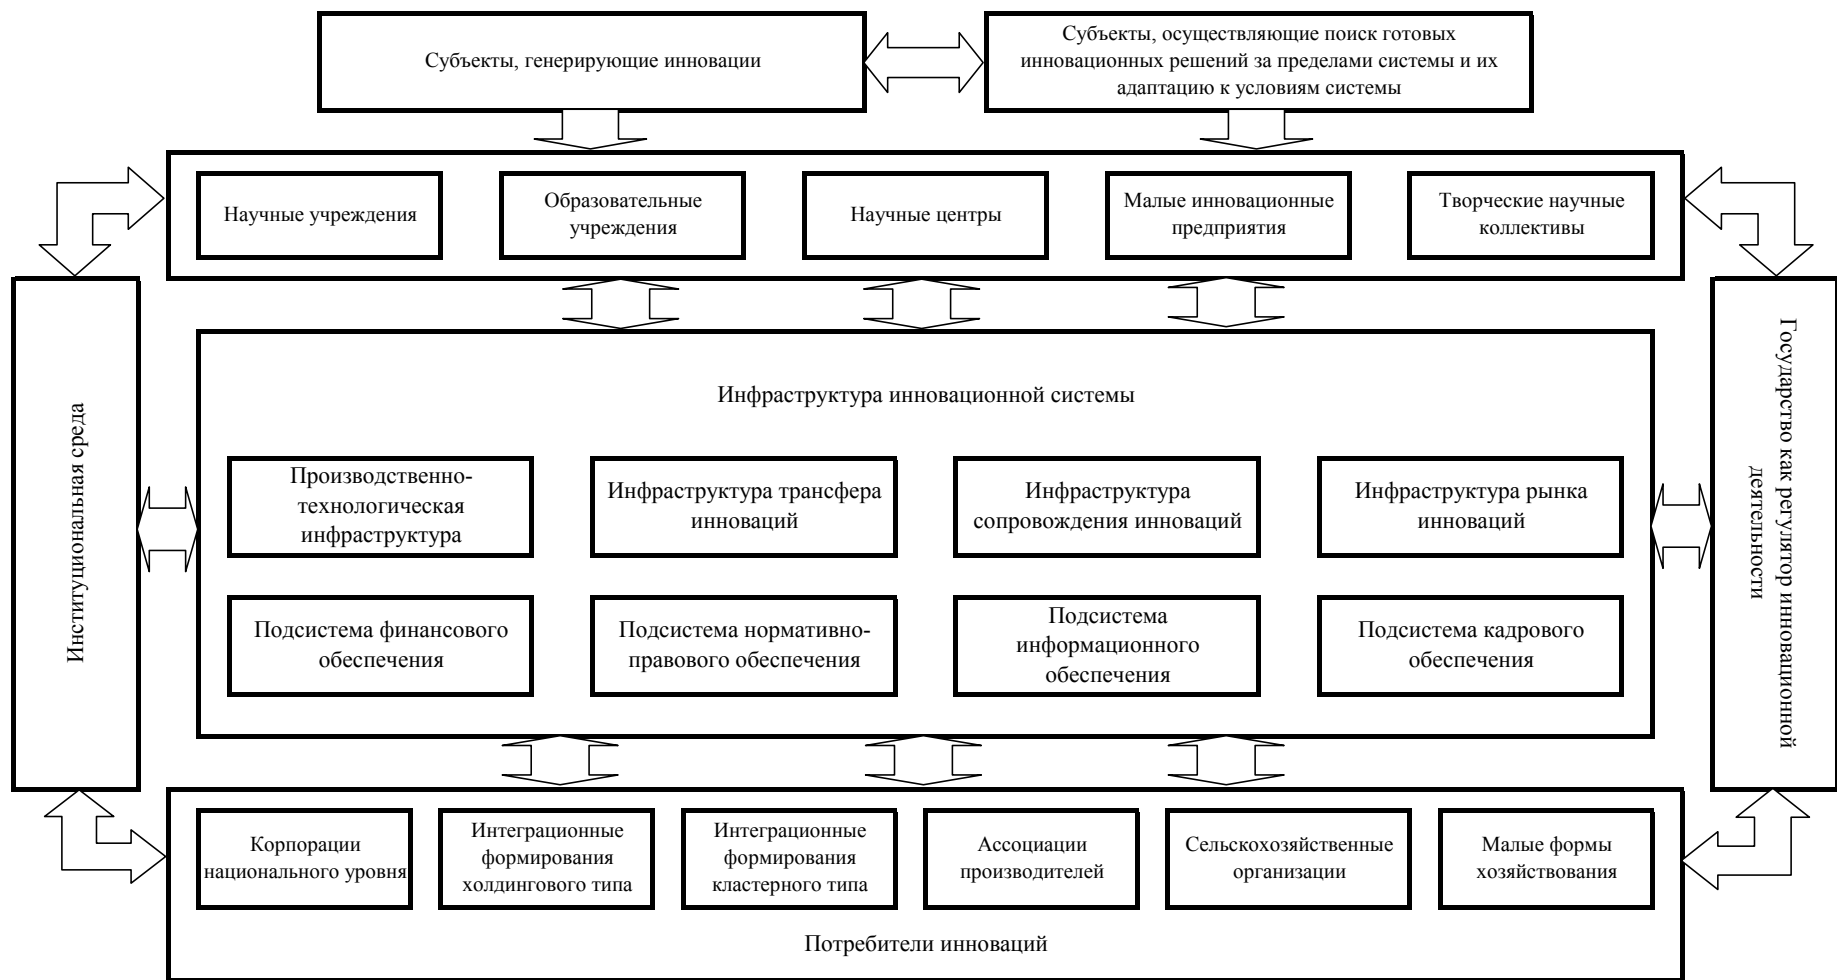 Субъекты, генерирующие инновации
Субъекты, осуществляющие поиск готовых
инновационных решений за пределами системы и их
адаптацию к условиям системы
Научные учреждения
Образовательные
учреждения
Научные центры
Малые инновационные
предприятия
Творческие научные
коллективы
Институциональная среда
Инфраструктура инновационной системы
Производственно-
технологическая
инфраструктура
Инфраструктура трансфера
инноваций
Инфраструктура
сопровождения инноваций
Инфраструктура рынка
инноваций
Подсистема финансового
обеспечения
Подсистема нормативно-
правового обеспечения
Подсистема
информационного
обеспечения
Подсистема кадрового
обеспечения
Государство как регулятор инновационной
деятельности
Корпорации
национального уровня
Интеграционные
формирования
холдингового типа
Интеграционные
формирования
кластерного типа
Ассоциации
производителей
Сельскохозяйственные
организации
Малые формы
хозяйствования
Потребители инноваций